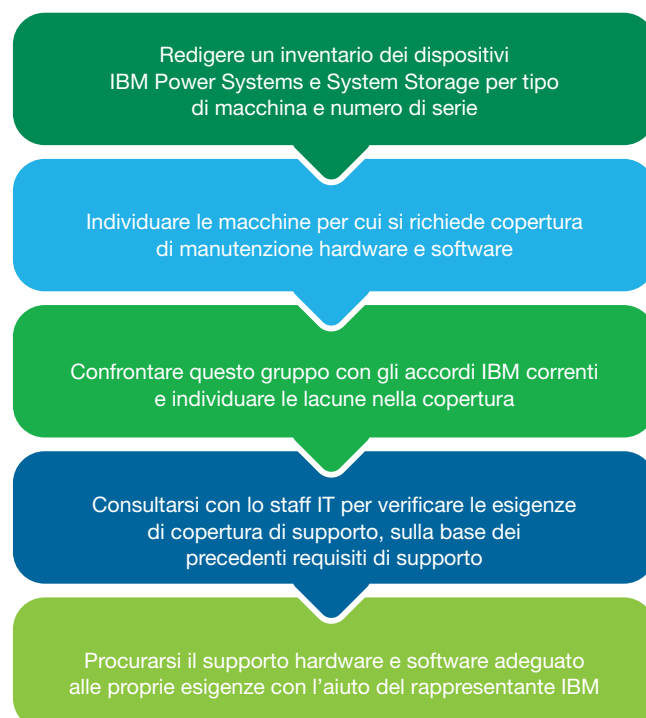 Redigere un inventario dei dispositivi
IBM Power Systems e System Storage per tipo
di macchina e numero di serie
Individuare le macchine per cui si richiede copertura
di manutenzione hardware e software
Confrontare questo gruppo con gli accordi IBM correnti
e individuare le lacune nella copertura
Consultarsi con lo staff IT per verificare le esigenze
di copertura di supporto, sulla base dei
precedenti requisiti di supporto
Procurarsi il supporto hardware e software adeguato
alle proprie esigenze con l’aiuto del rappresentante IBM